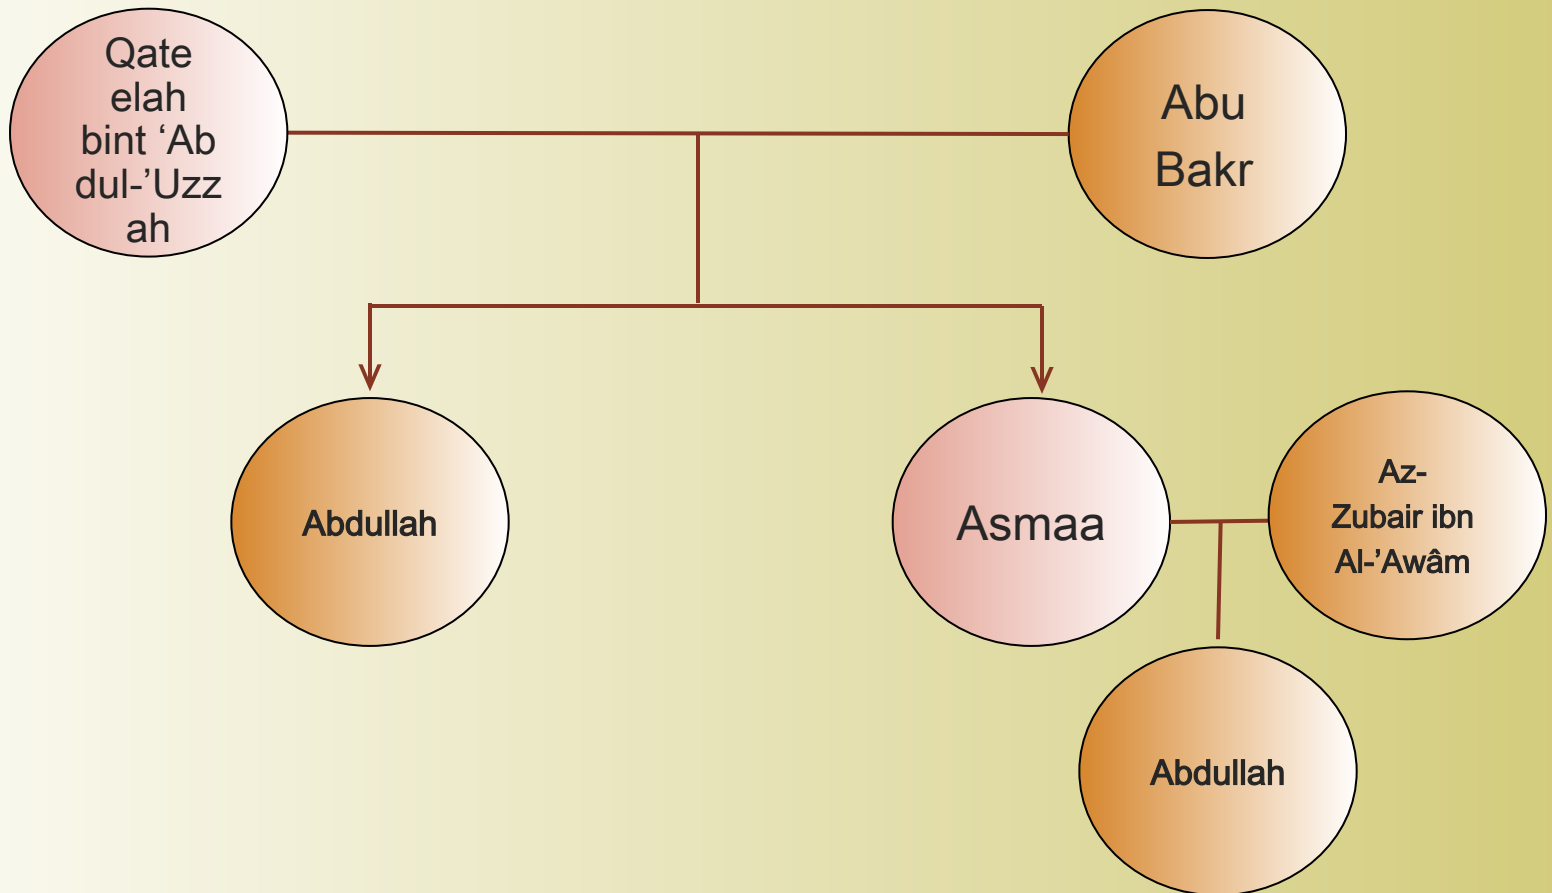 Qate
elah
bint ‘Ab
dul-’Uzz
ah
Abu
Bakr
Abdullah
Asmaa
Az-
Zubair ibn
Al-’Awâm
Abdullah